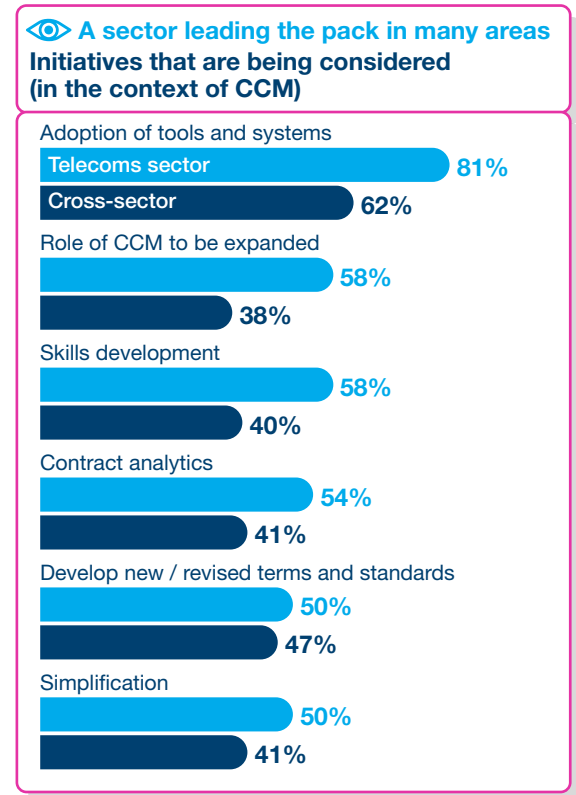 A sector leading the pack in many areas
Initiatives that are being considered
(in the context of CCM)
Adoption of tools and systems
Telecoms sector
81%
Cross-sector
62%
Role of CCM to be expanded
58%
38%
Skills development
58%
40%
Contract analytics
54%
41%
Develop new / revised terms and standards
50%
47%
Simplification
50%
41%